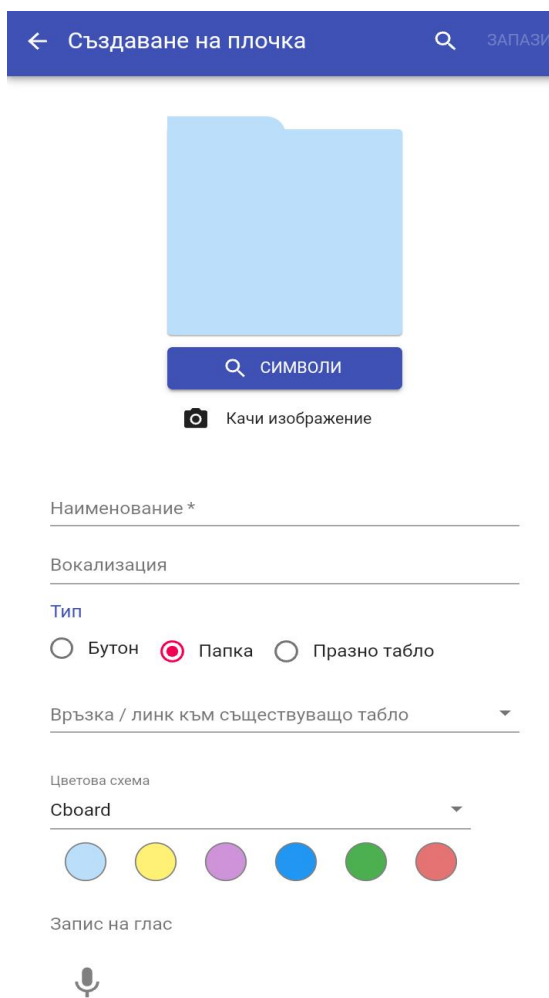 Създаване на плочка ЗАПАЗИ
СИМВОЛИ
Качи изображение
Наименование *
Вокализация
Тип
Бутон Папка Празно табло
Връзка / линк към съществуващо табло
Цветова схема
Cboard
Запис на глас